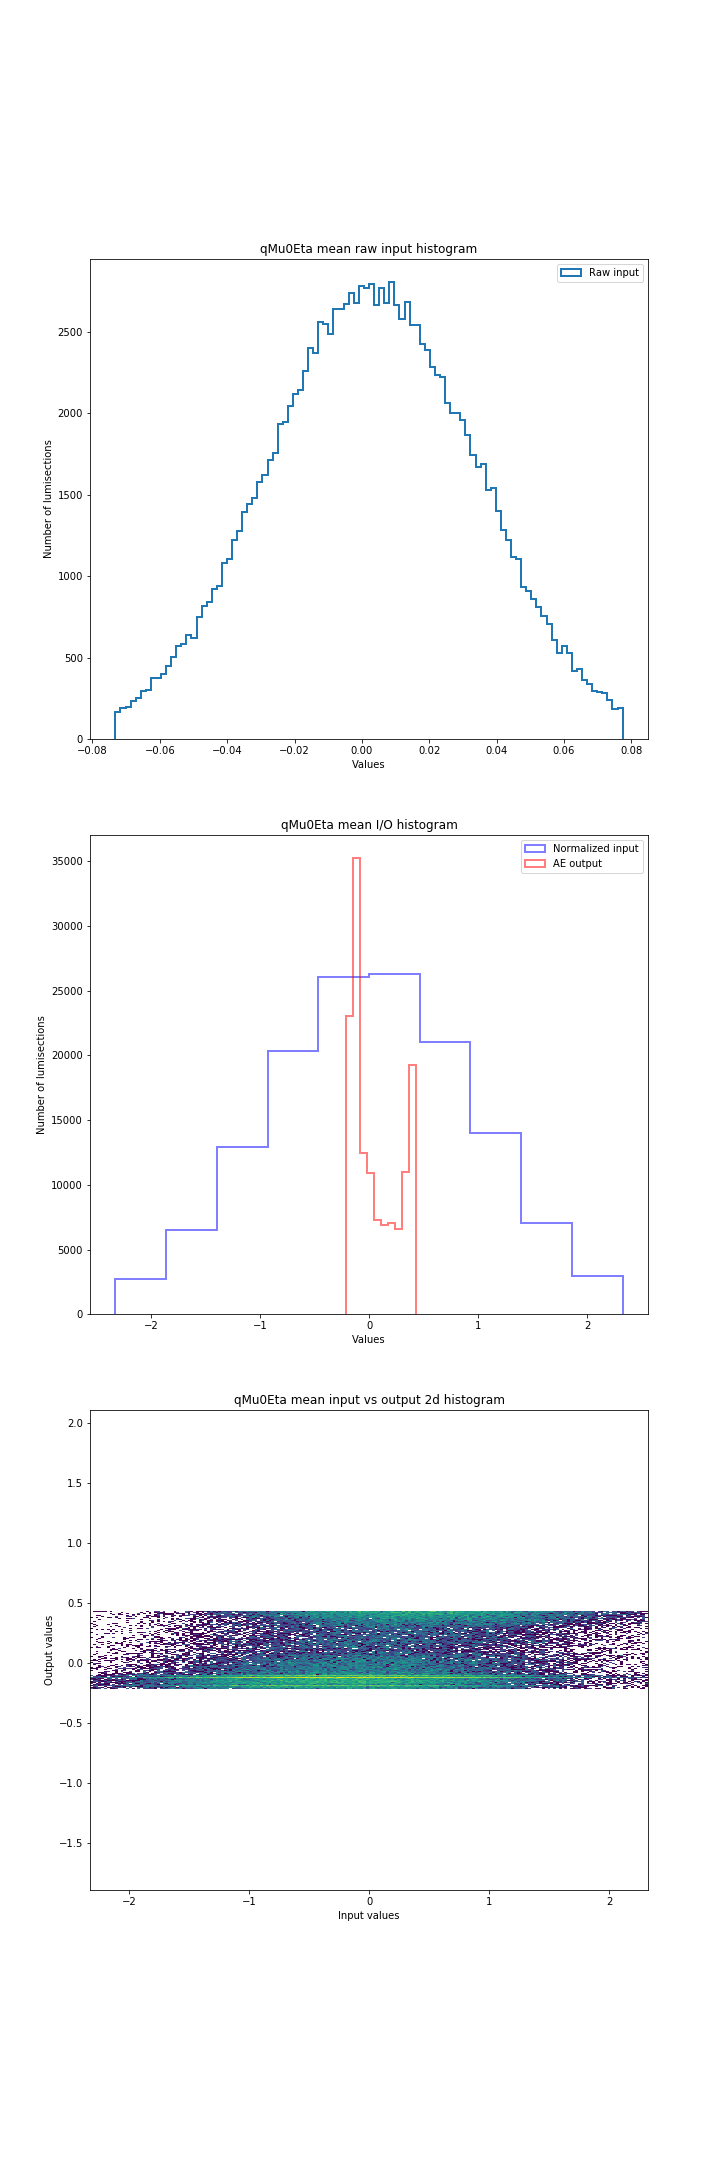 qMu0Eta mean raw input histogram
Raw input
Number of lumisections
2500
2000
1500
1000
500
0
−0.08 −0.06 −0.04 −0.02 0.00 0.02 0.04 0.06 0.08
Values
qMu0Eta mean I/O histogram
Normalized input
AE output
Number of lumisections
35000
30000
25000
20000
15000
10000
5000
0
−2 −1 0 1 2
Values
qMu0Eta mean input vs output 2d histogram
Output values
2.0
1.5
1.0
0.5
0.0
−0.5
−1.0
−1.5
−2 −1 0 1 2
Input values